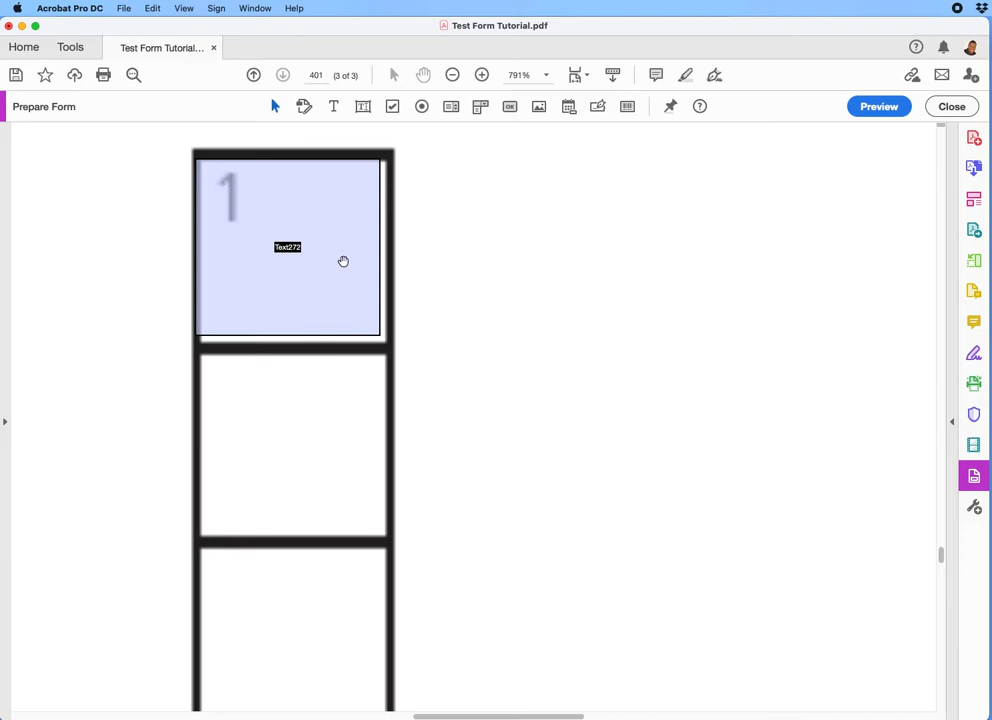 Acrobat Pro DC File Edit View Sign Window Help
Test Form Tutorial.pdf
Home Tools Test Form Tutorial... ×
401 (3 of 3) 791%
Prepare Form T T OK Preview Close
1
Text272